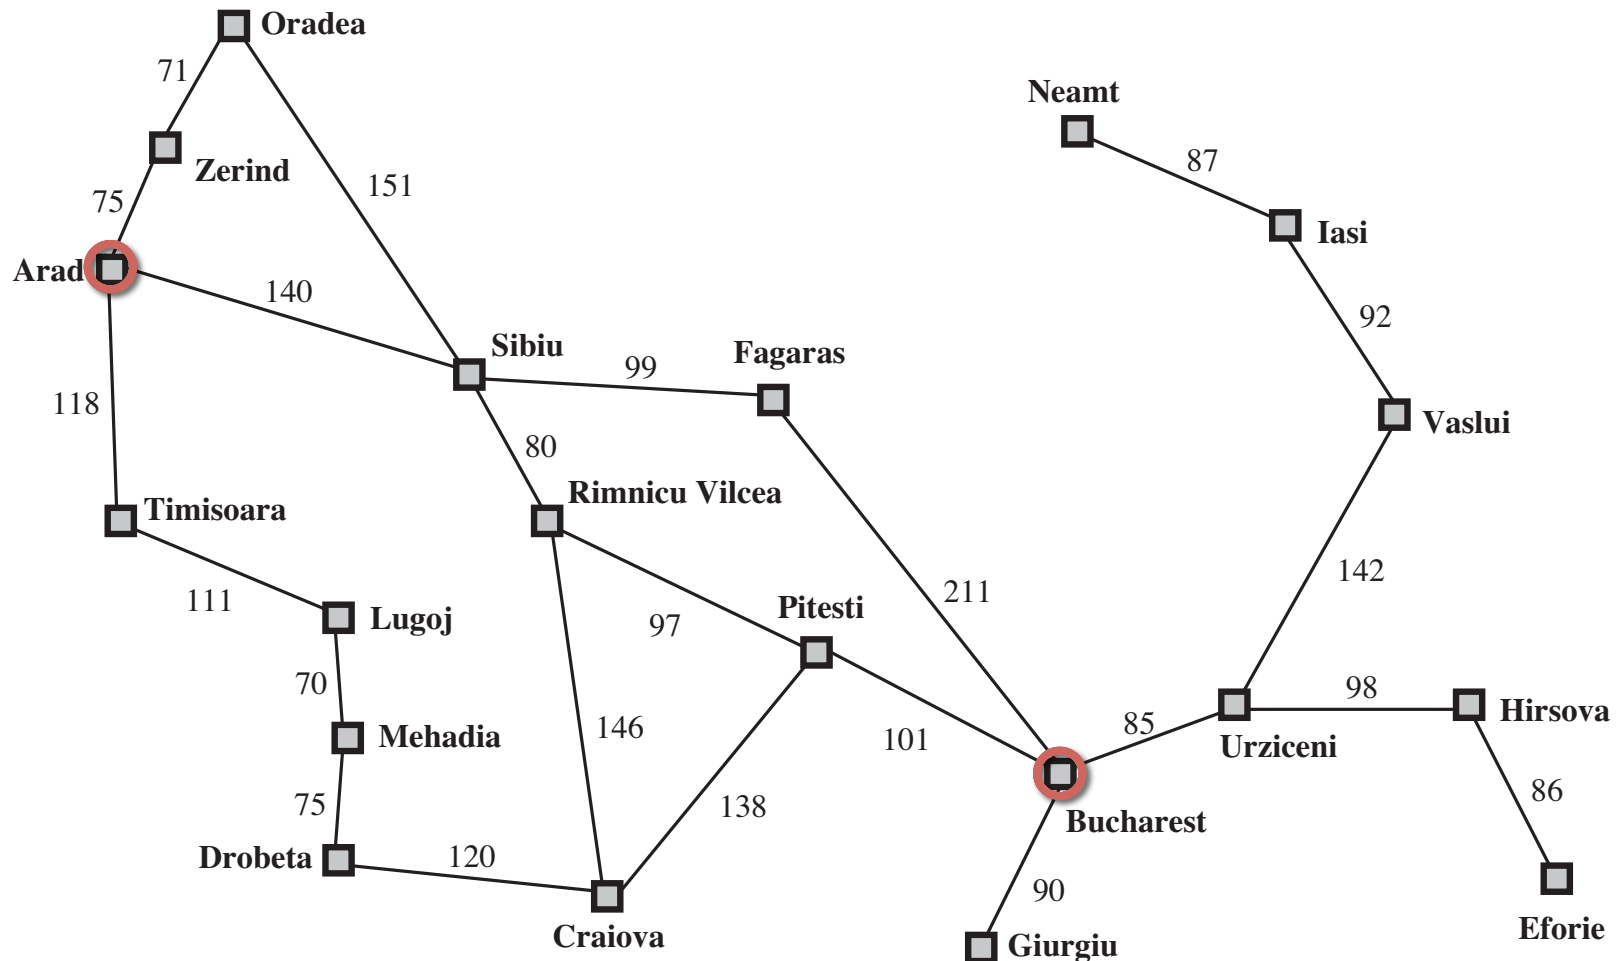 Oradea
71
Neamt
87
Zerind
151
75
Iasi
Arad
140
92
Sibiu
Fagaras
99
118
Vaslui
80
Rimnicu Vilcea
Timisoara
142
211
111
Pitesti
Lugoj
97
70
98
Hirsova
85
146
101
Mehadia
Urziceni
86
75
138
Bucharest
Drobeta
120
90
Eforie
Craiova
Giurgiu